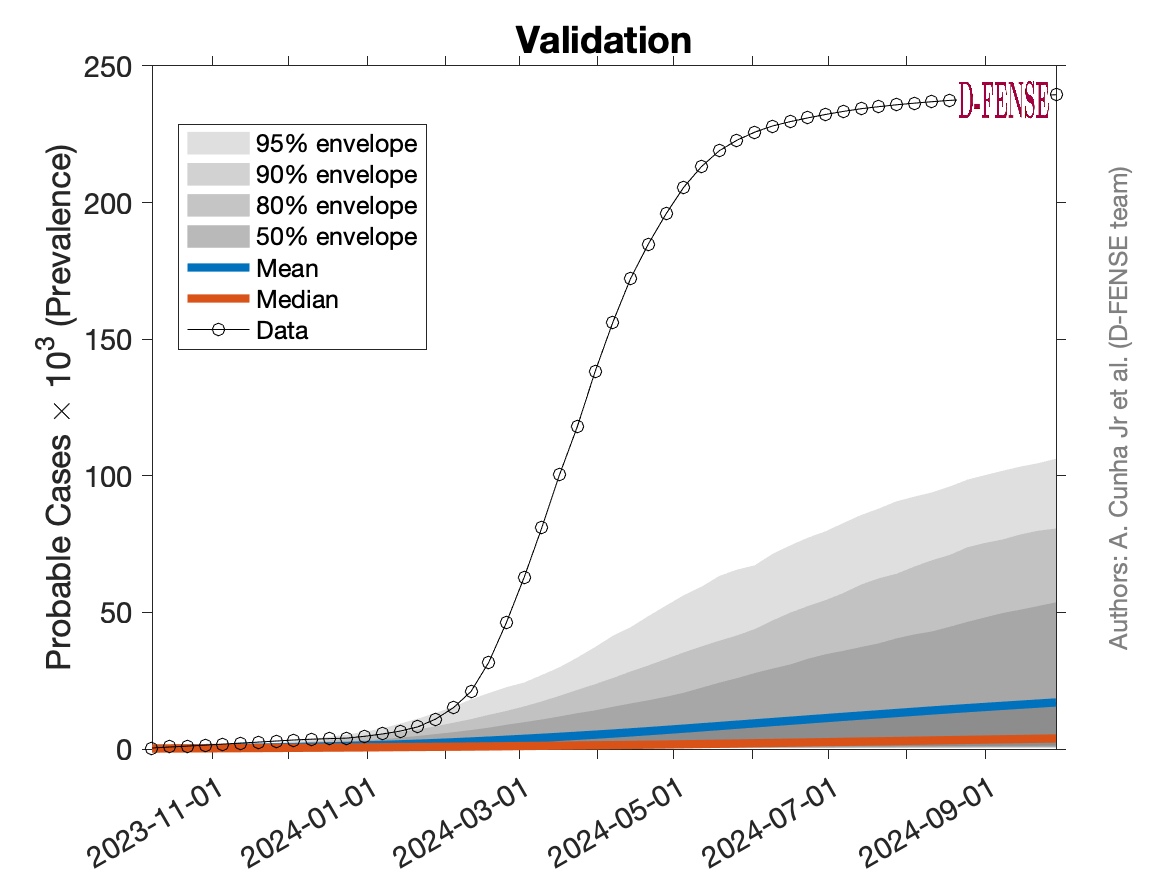 Validation
Probable Cases × 10³ (Prevalence)
250
200
150
100
50
0
95% envelope
90% envelope
80% envelope
50% envelope
Mean
Median
Data
D-FENSE
2023-11-01
2024-01-01
2024-03-01
2024-05-01
2024-07-01
2024-09-01
Authors: A. Cunha Jr et al. (D-FENSE team)